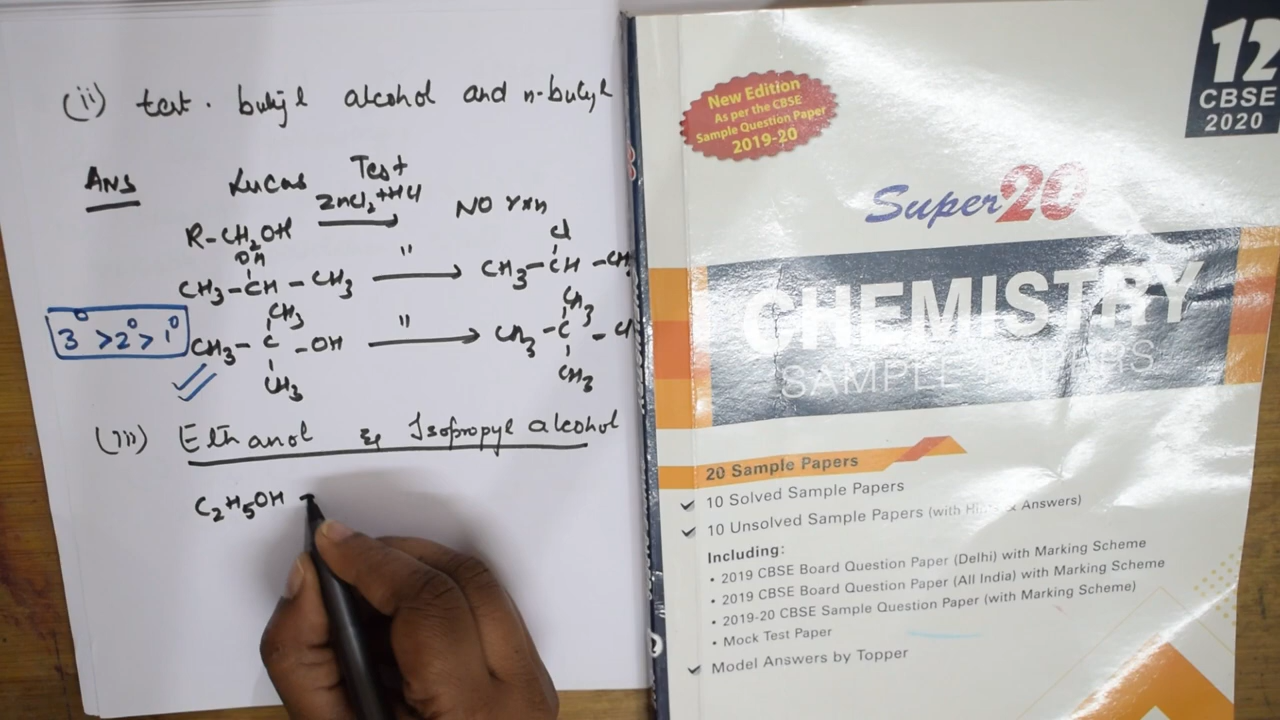 (ii) tert. butyl alcohol and n-butyl
Ans Lucas Test
ZnCl2+HCl
R-CH2OH NO rxn
OH Cl
CH3-CH-CH3 " CH3-CH-CH3
CH3 CH3
3° >2° > 1° CH3-C-OH " CH3-C-Cl
CH3 CH3
(iii) Ethanol & Isopropyl alcohol
C2H5OH
12
CBSE
2020
New Edition
As per the CBSE
Sample Question Paper
2019-20
Super20
CHEMISTRY
SAMPLE PAPERS
20 Sample Papers
10 Solved Sample Papers
10 Unsolved Sample Papers (with Hints & Answers)
Including:
• 2019 CBSE Board Question Paper (Delhi) with Marking Scheme
• 2019 CBSE Board Question Paper (All India) with Marking Scheme
• 2019-20 CBSE Sample Question Paper (with Marking Scheme)
• Mock Test Paper
Model Answers by Topper